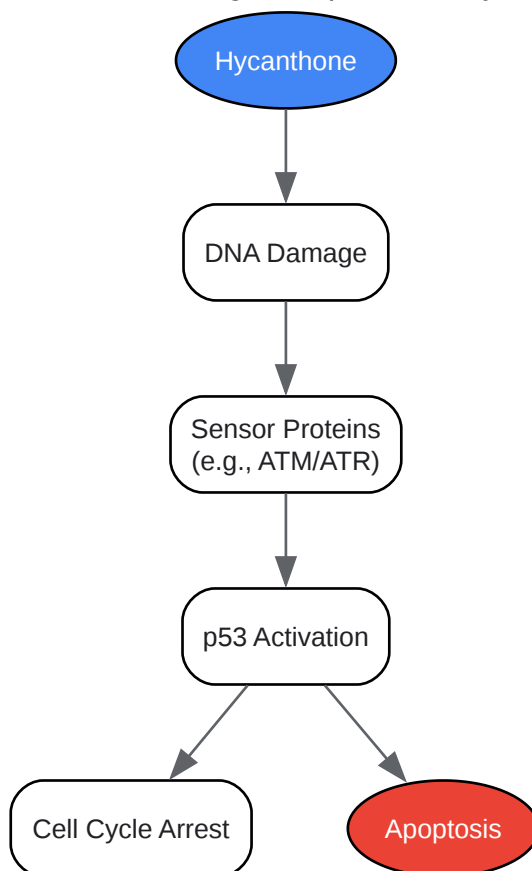 Hycanthone
DNA Damage
Sensor Proteins
(e.g., ATM/ATR)
p53 Activation
Cell Cycle Arrest
Apoptosis